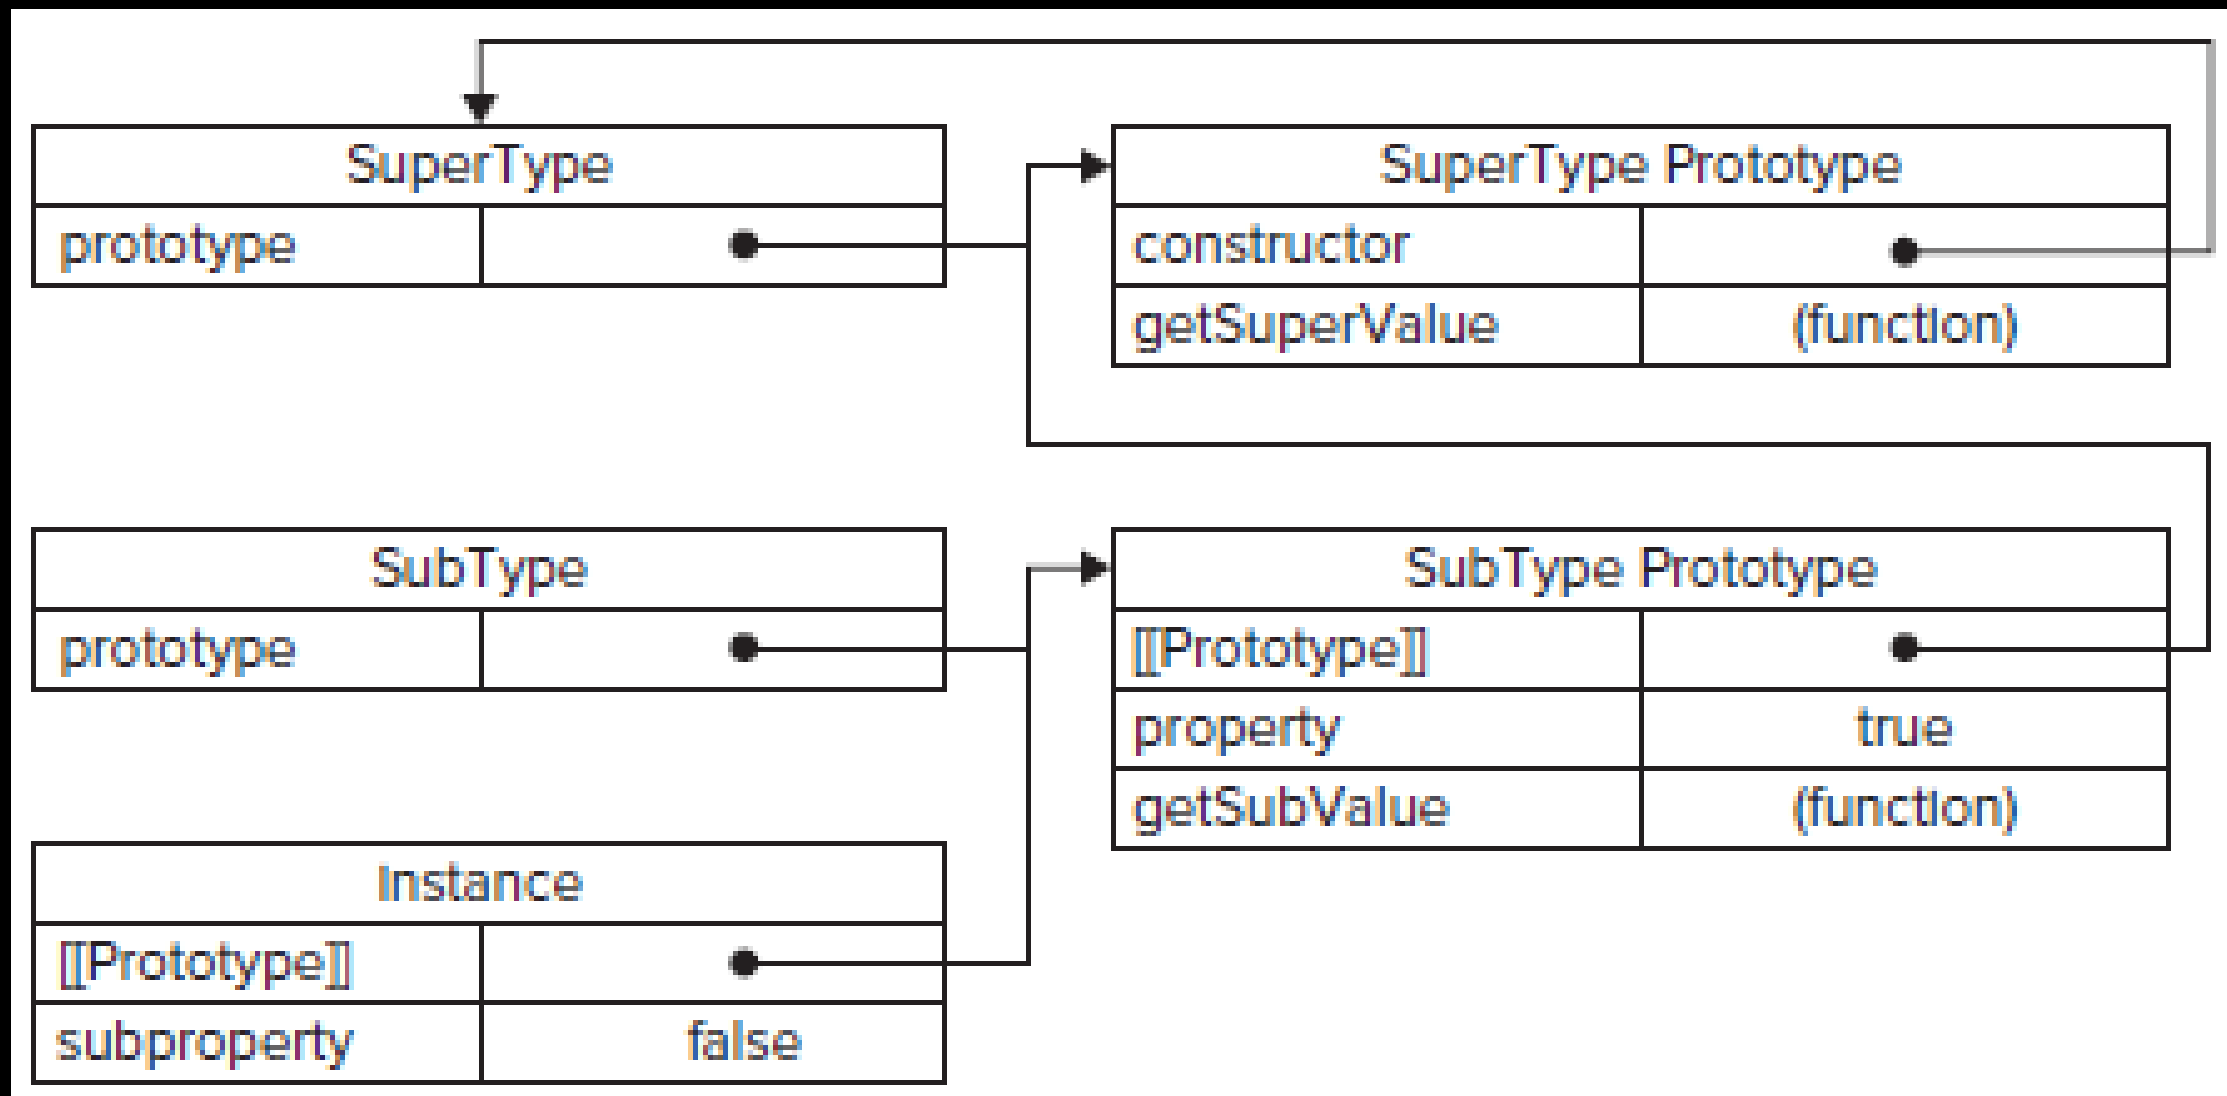 SuperType
prototype
SuperType Prototype
constructor
getSuperValue (function)
SubType
prototype
SubType Prototype
[[Prototype]]
property true
getSubValue (function)
Instance
[[Prototype]]
subproperty false